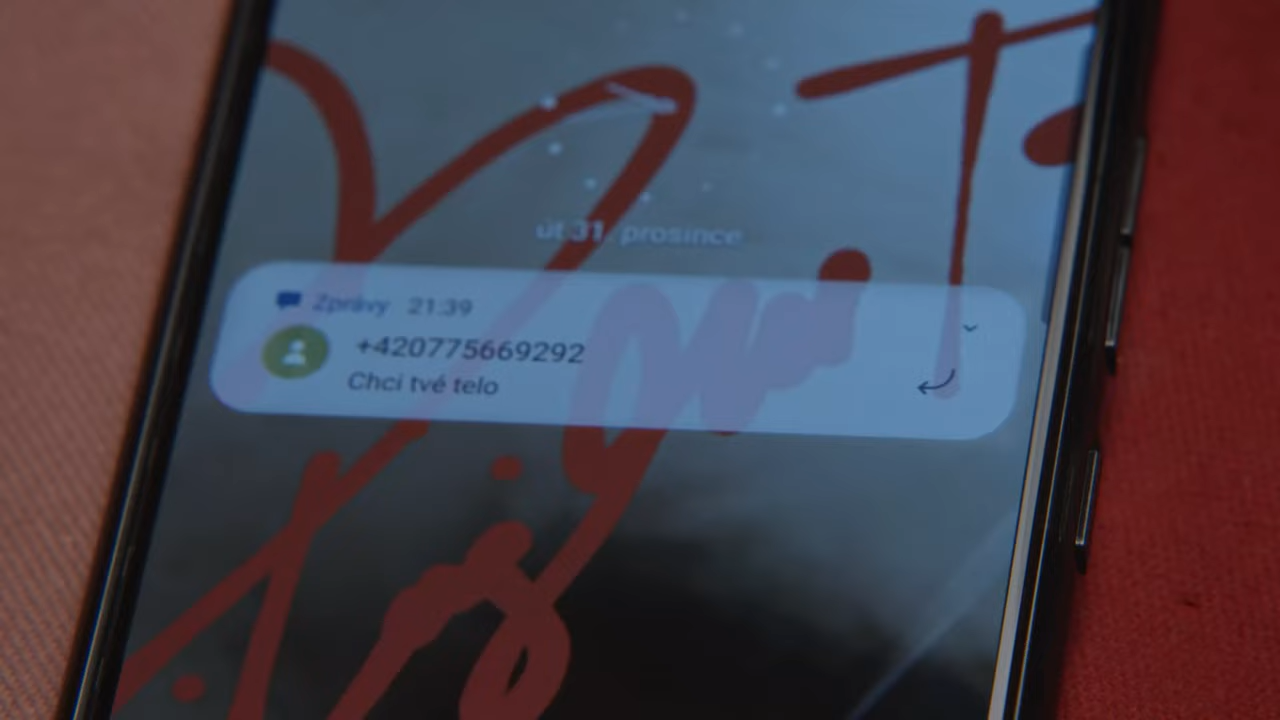 út 31. prosince
Zprávy 21:39
+420775669292
Chci tvé telo